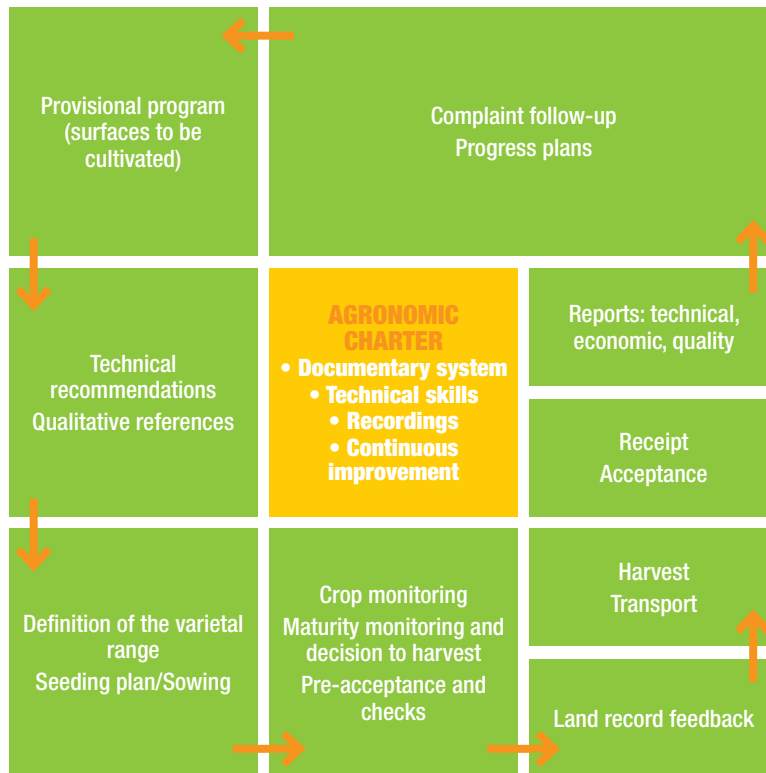 Provisional program
(surfaces to be
cultivated)
Complaint follow-up
Progress plans
Technical
recommendations
Qualitative references
AGRONOMIC
CHARTER
• Documentary system
• Technical skills
• Recordings
• Continuous
improvement
Reports: technical,
economic, quality
Receipt
Acceptance
Definition of the varietal
range
Seeding plan/Sowing
Crop monitoring
Maturity monitoring and
decision to harvest
Pre-acceptance and
checks
Harvest
Transport
Land record feedback